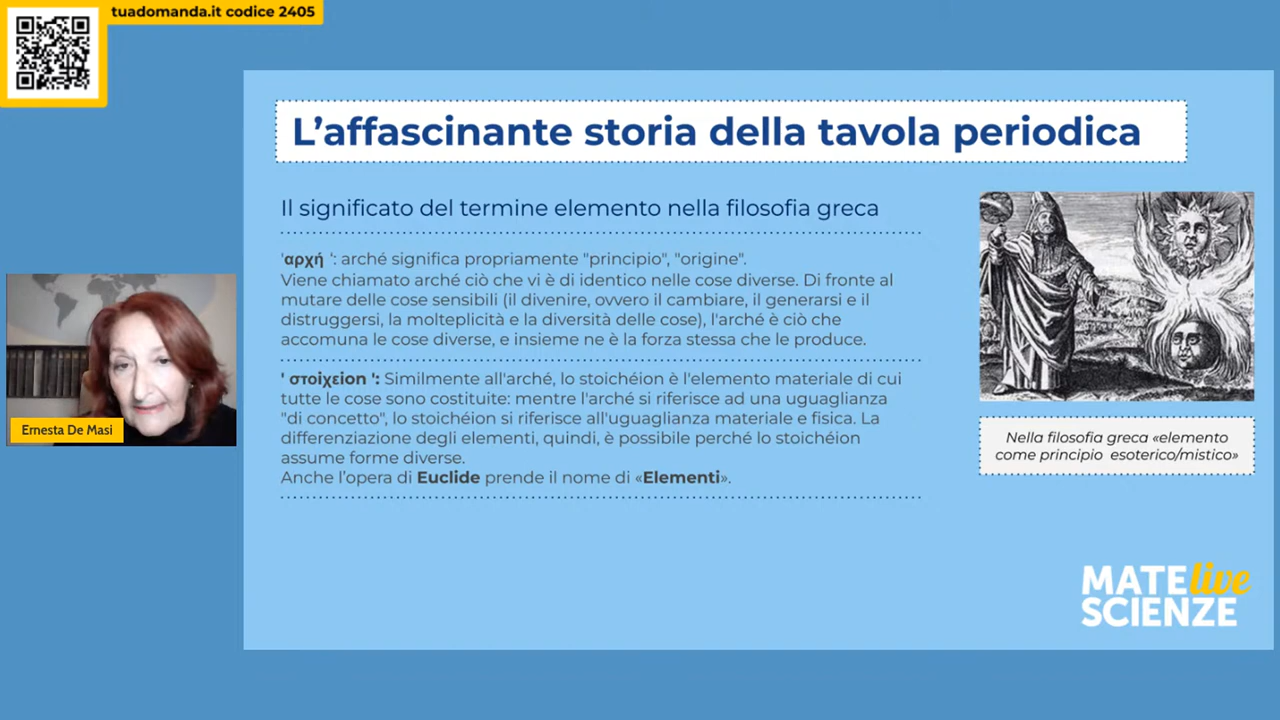 tuadomanda.it codice 2405
L’affascinante storia della tavola periodica
Il significato del termine elemento nella filosofia greca
'αρχή ': arché significa propriamente "principio", "origine".
Viene chiamato arché ciò che vi è di identico nelle cose diverse. Di fronte al
mutare delle cose sensibili (il divenire, ovvero il cambiare, il generarsi e il
distruggersi, la molteplicità e la diversità delle cose), l'arché è ciò che
accomuna le cose diverse, e insieme ne è la forza stessa che le produce.
' στοιχεion ': Similmente all'arché, lo stoichéion è l'elemento materiale di cui
tutte le cose sono costituite: mentre l'arché si riferisce ad una uguaglianza
"di concetto", lo stoichéion si riferisce all'uguaglianza materiale e fisica. La
differenziazione degli elementi, quindi, è possibile perché lo stoichéion
assume forme diverse.
Anche l’opera di Euclide prende il nome di «Elementi».
Nella filosofia greca «elemento
come principio esoterico/mistico»
Ernesta De Masi
MATE live
SCIENZE